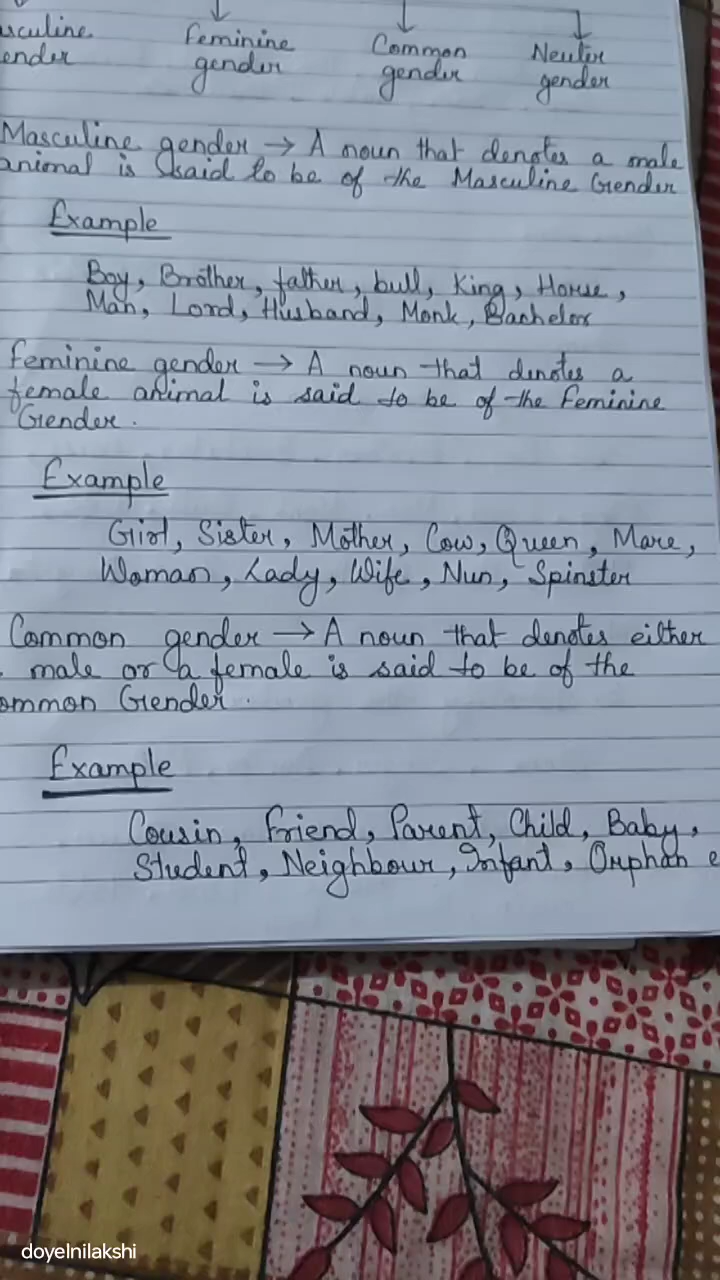 sculine Feminine Common Neuter
ender gender gender gender
Masculine gender → A noun that denotes a male
animal is said to be of the Masculine Gender
Example
Boy, Brother, father, bull, King, Horse,
Man, Lord, Husband, Monk, Bachelor
Feminine gender → A noun that denotes a
female animal is said to be of the Feminine
Gender.
Example
Girl, Sister, Mother, Cow, Queen, Mare,
Woman, Lady, Wife, Nun, Spinster
Common gender → A noun that denotes either
male or a female is said to be of the
ommon Gender.
Example
Cousin, Friend, Parent, Child, Baby,
Student, Neighbour, Infant, Orphan e
doyelnilakshi